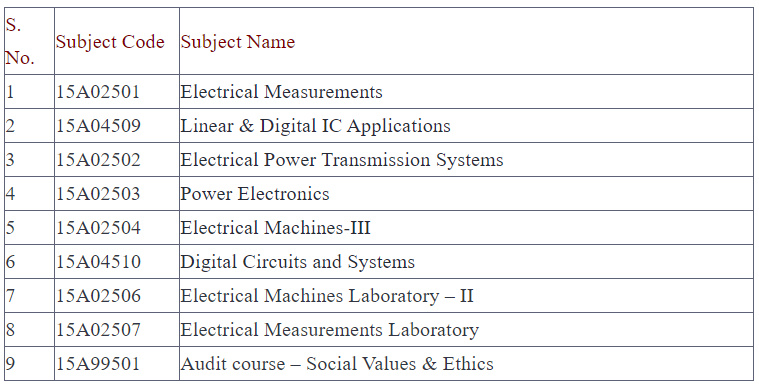 S. No. Subject Code Subject Name
1 15A02501 Electrical Measurements
2 15A04509 Linear & Digital IC Applications
3 15A02502 Electrical Power Transmission Systems
4 15A02503 Power Electronics
5 15A02504 Electrical Machines-III
6 15A04510 Digital Circuits and Systems
7 15A02506 Electrical Machines Laboratory – II
8 15A02507 Electrical Measurements Laboratory
9 15A99501 Audit course – Social Values & Ethics